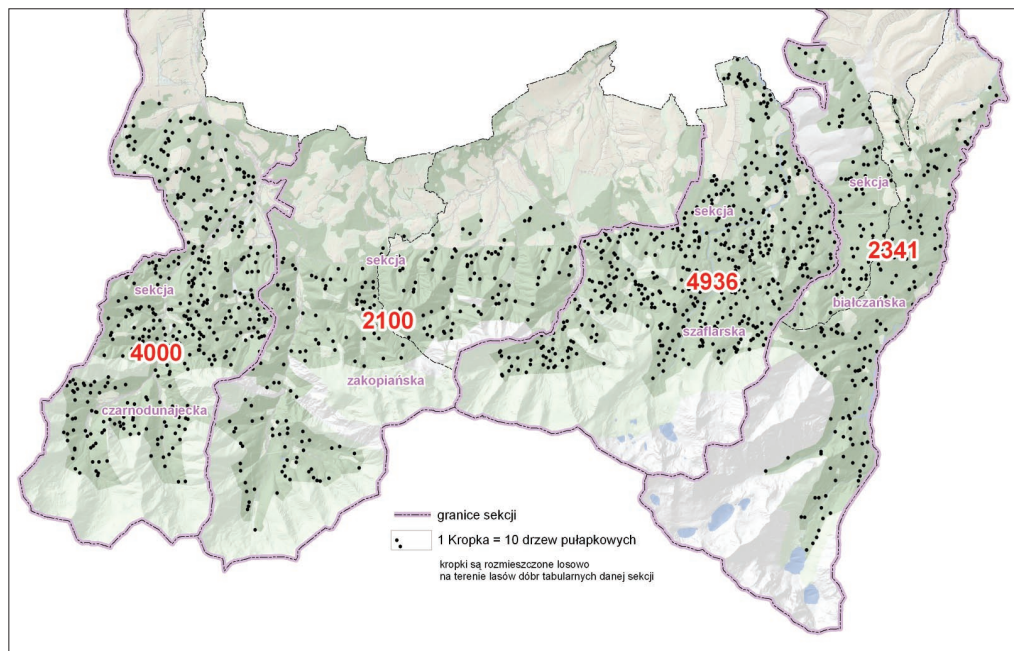 sekcja
4000
czarnodunajecka
sekcja
2100
zakopiańska
sekcja
4936
szaflarska
sekcja
2341
białczańska
granice sekcji
1 Kropka = 10 drzew pułapkowych
kropki są rozmieszczone losowo
na terenie lasów dóbr tabularnych danej sekcji